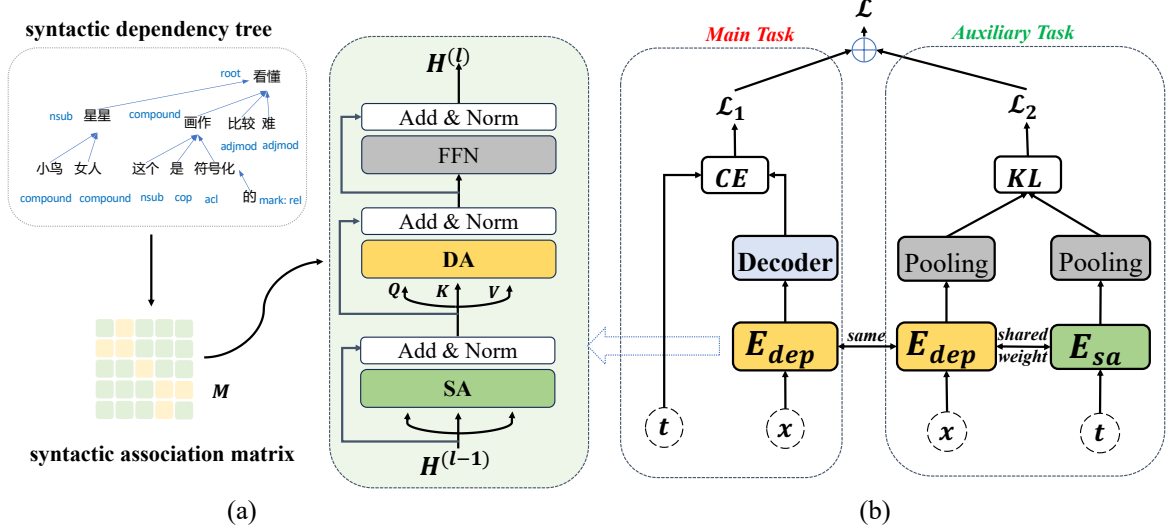 syntactic dependency tree
root 看懂
nsub 星星 compound 画作 比较 难
adjmod adjmod
小鸟 女人 这个 是 符号化
compound compound nsub cop acl 的 mark: rel
M
syntactic association matrix
H^(l)
Add & Norm
FFN
Add & Norm
DA
Q K V
Add & Norm
SA
H^(l-1)
(a)
ℒ
Main Task
Auxiliary Task
ℒ1
ℒ2
CE
KL
Decoder
Pooling
Pooling
E_dep
same
E_dep
shared
weight
E_sa
t
x
x
t
(b)